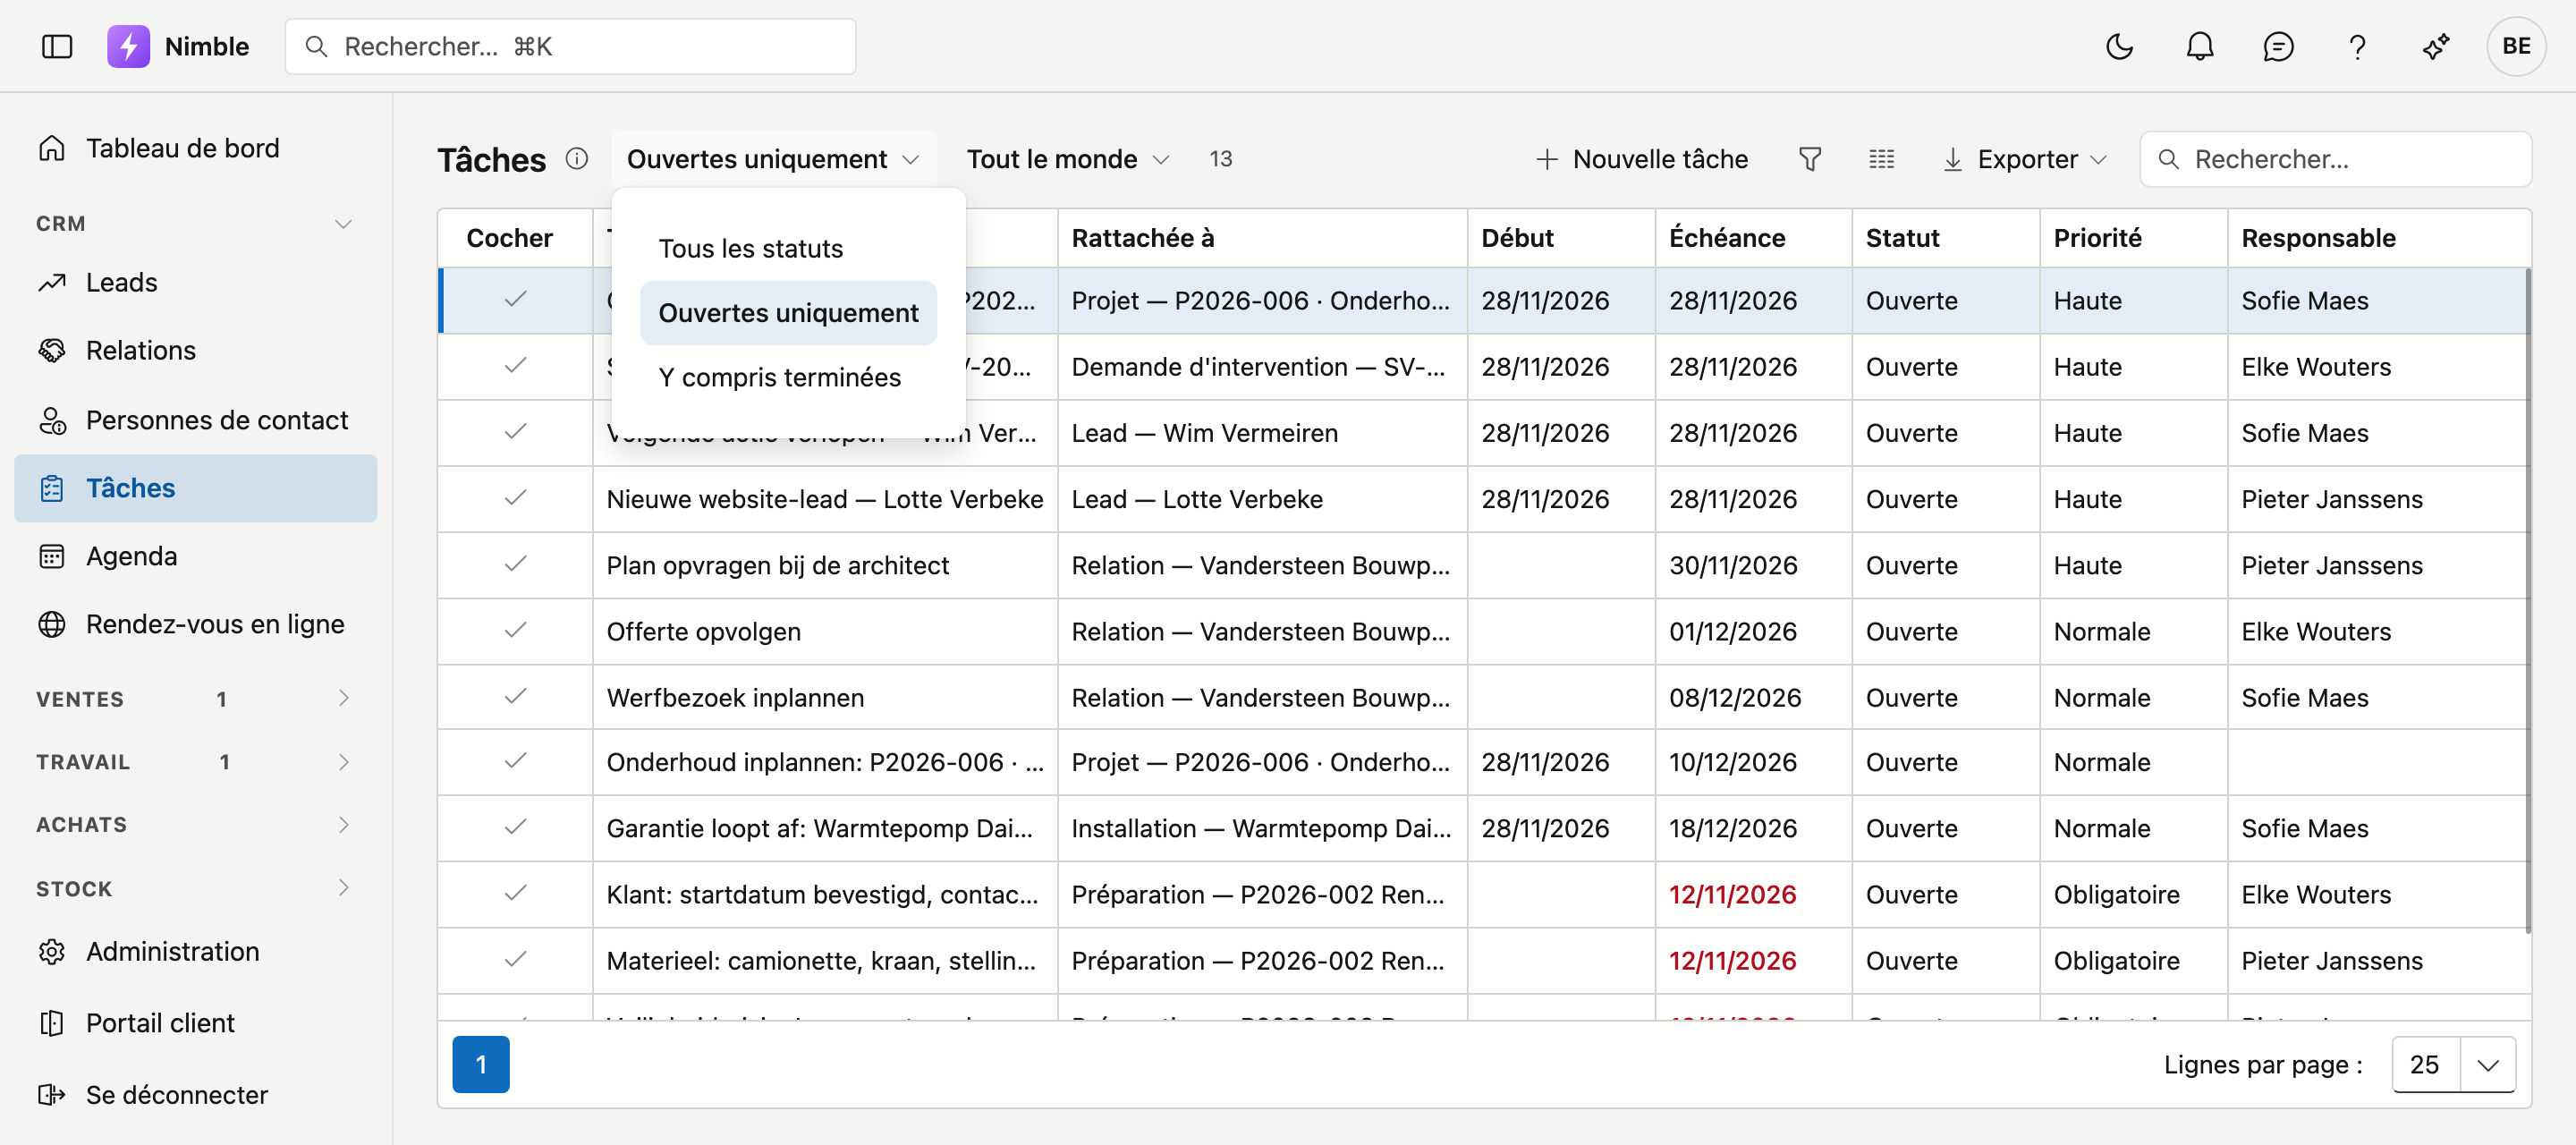 Nimble
Rechercher... ⌘K
BE
Tableau de bord
CRM
Leads
Relations
Personnes de contact
Tâches
Agenda
Rendez-vous en ligne
VENTES 1
TRAVAIL 1
ACHATS
STOCK
Administration
Portail client
Se déconnecter
Tâches Ouvertes uniquement Tout le monde 13 Nouvelle tâche Exporter Rechercher...
Tous les statuts
Ouvertes uniquement
Y compris terminées
Cocher Rattachée à Début Échéance Statut Priorité Responsable
Projet — P2026-006 · Onderho... 28/11/2026 28/11/2026 Ouverte Haute Sofie Maes
Demande d'intervention — SV-... 28/11/2026 28/11/2026 Ouverte Haute Elke Wouters
Lead — Wim Vermeiren 28/11/2026 28/11/2026 Ouverte Haute Sofie Maes
Nieuwe website-lead — Lotte Verbeke Lead — Lotte Verbeke 28/11/2026 28/11/2026 Ouverte Haute Pieter Janssens
Plan opvragen bij de architect Relation — Vandersteen Bouwp... 30/11/2026 Ouverte Haute Pieter Janssens
Offerte opvolgen Relation — Vandersteen Bouwp... 01/12/2026 Ouverte Normale Elke Wouters
Werfbezoek inplannen Relation — Vandersteen Bouwp... 08/12/2026 Ouverte Normale Sofie Maes
Onderhoud inplannen: P2026-006 · ... Projet — P2026-006 · Onderho... 28/11/2026 10/12/2026 Ouverte Normale
Garantie loopt af: Warmtepomp Dai... Installation — Warmtepomp Dai... 28/11/2026 18/12/2026 Ouverte Normale Sofie Maes
Klant: startdatum bevestigd, contac... Préparation — P2026-002 Ren... 12/11/2026 Ouverte Obligatoire Elke Wouters
Materieel: camionette, kraan, stellin... Préparation — P2026-002 Ren... 12/11/2026 Ouverte Obligatoire Pieter Janssens
1
Lignes par page : 25